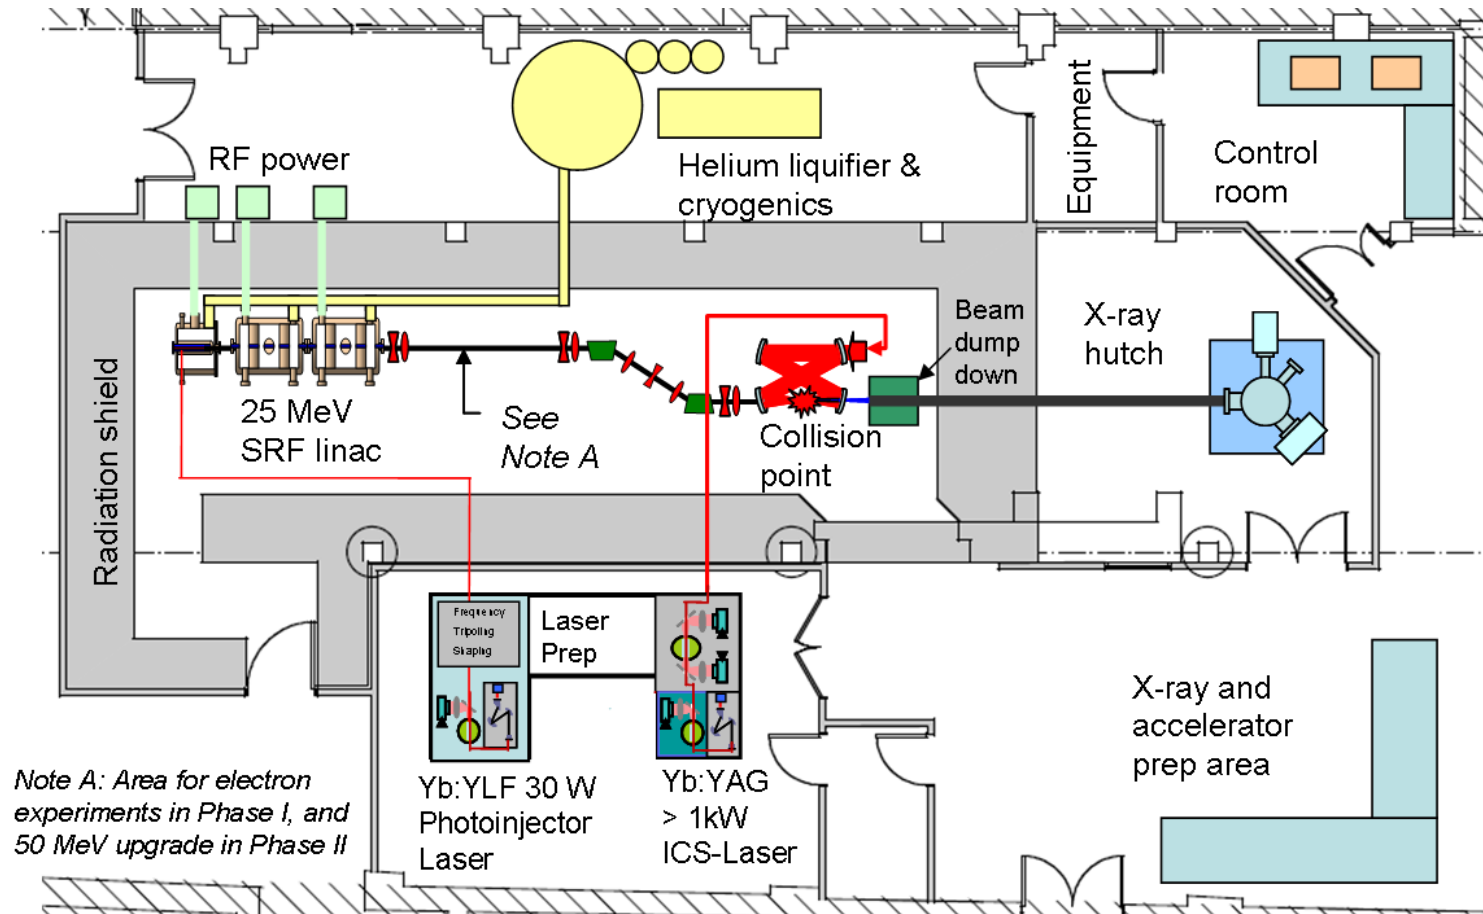 RF power
Helium liquifier &
cryogenics
Equipment
Control
room
Radiation shield
25 MeV
SRF linac
See
Note A
Collision
point
Beam
dump
down
X-ray
hutch
Frequency
Tripoling
Shaping
Laser
Prep
Yb:YLF 30 W
Photoinjector
Laser
Yb:YAG
> 1kW
ICS-Laser
X-ray and
accelerator
prep area
Note A: Area for electron
experiments in Phase I, and
50 MeV upgrade in Phase II